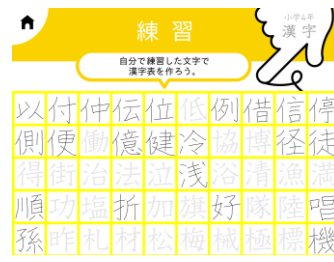 練習
小学4年
漢字
自分で練習した文字で
漢字表を作ろう。
以付仲伝位低例借信停
側便働億健冷協博径徒
得街治法泣浅浴清漁満
順功塩折加旗好隊陸唱
孫昨札材松梅械極標機